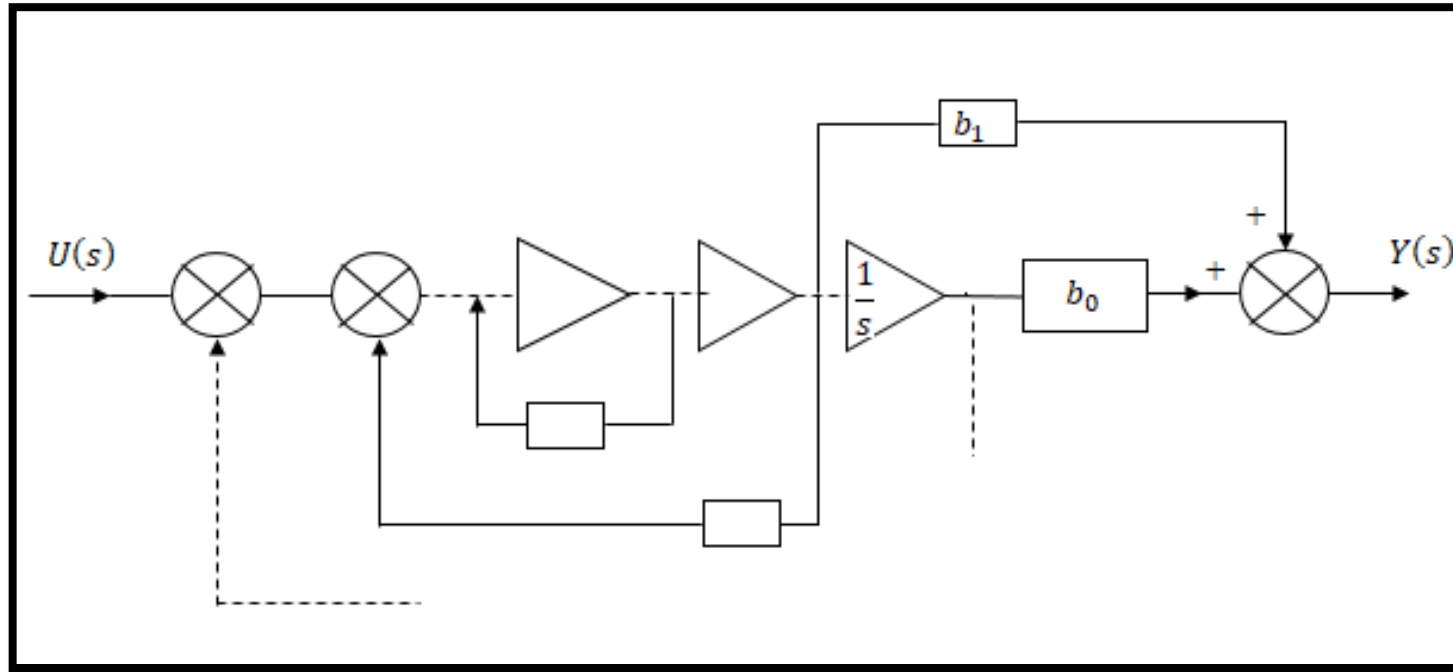 b₁
+
U(s)
1/s
b₀
+
Y(s)